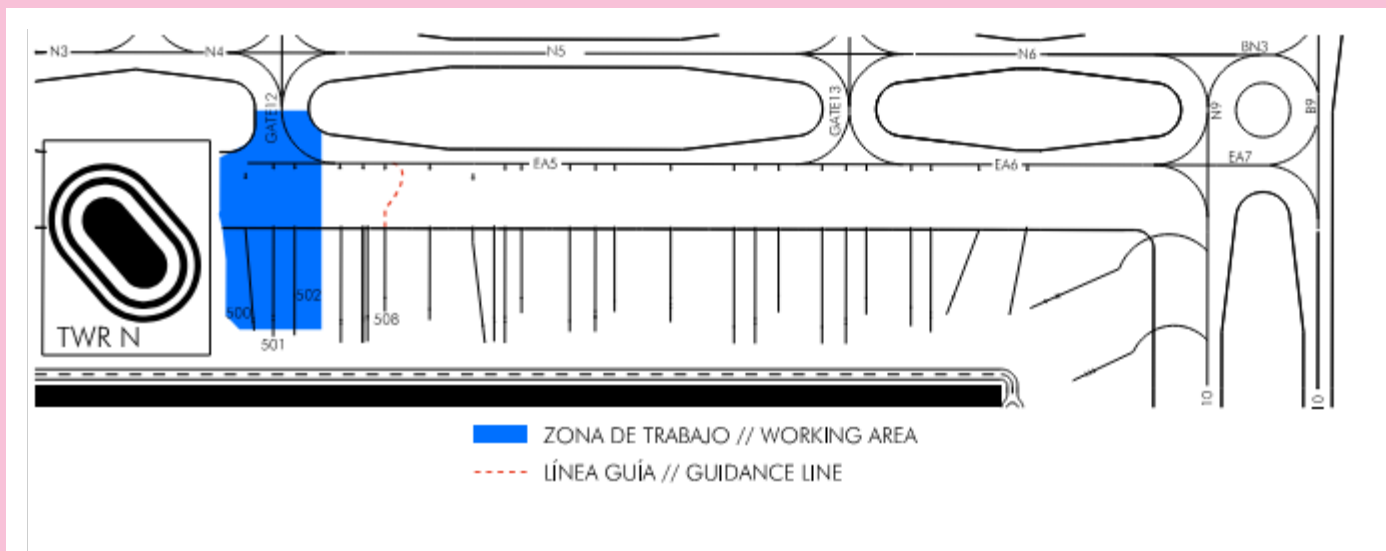 N3
N4
N5
N6
BN3
GATE12
GATE13
N9
B9
EA5
EA6
EA7
TWR N
500
502
501
508
10
10
ZONA DE TRABAJO // WORKING AREA
LÍNEA GUÍA // GUIDANCE LINE